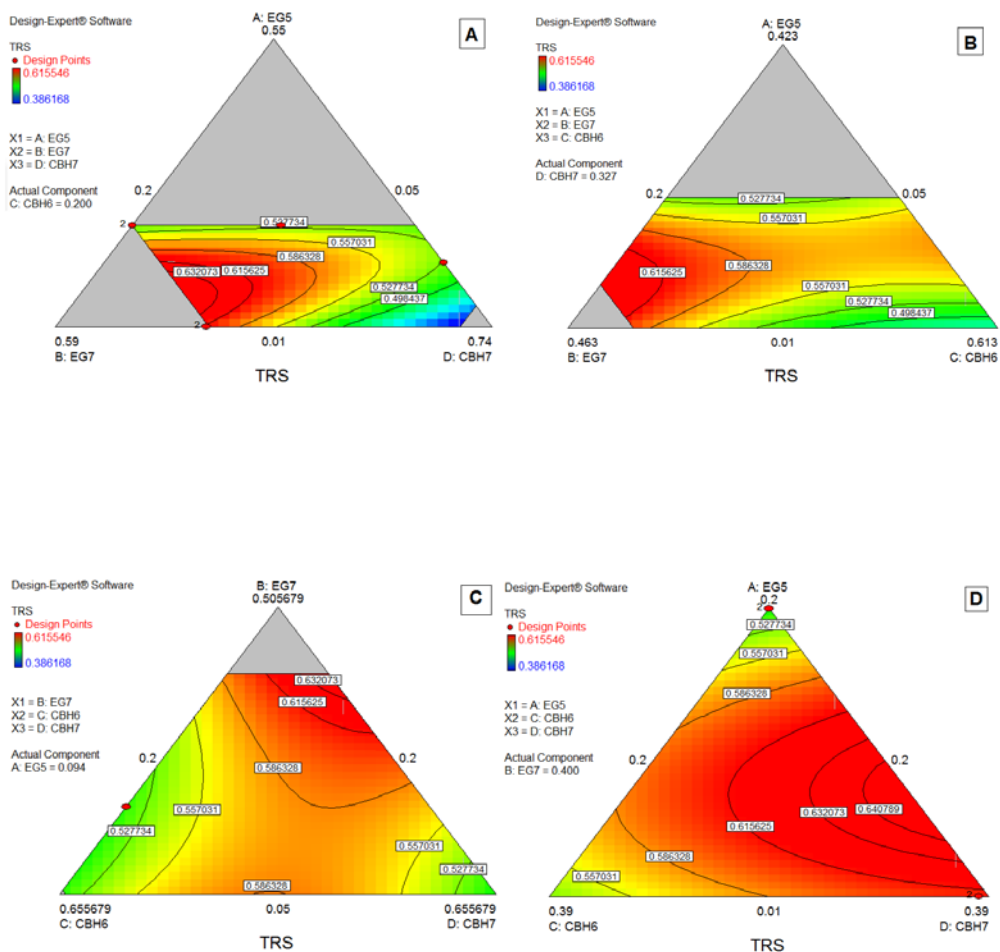 Design-Expert® Software
TRS
Design Points
0.615546
0.386168
X1 = A: EG5
X2 = B: EG7
X3 = D: CBH7
Actual Component
C: CBH6 = 0.200
A: EG5
0.55
A
0.2
0.05
2
0.527734
0.557031
0.586328
0.632073
0.615625
0.527734
0.498437
2
0.59
0.01
0.74
B: EG7
D: CBH7
TRS
Design-Expert® Software
TRS
0.615546
0.386168
X1 = A: EG5
X2 = B: EG7
X3 = C: CBH6
Actual Component
D: CBH7 = 0.327
A: EG5
0.423
B
0.2
0.05
0.527734
0.557031
0.615625
0.586328
0.557031
0.527734
0.498437
0.463
0.01
0.613
B: EG7
C: CBH6
TRS
Design-Expert® Software
TRS
Design Points
0.615546
0.386168
X1 = B: EG7
X2 = C: CBH6
X3 = D: CBH7
Actual Component
A: EG5 = 0.094
B: EG7
0.505679
C
0.632073
0.615625
0.2
0.2
0.586328
0.557031
0.527734
0.557031
0.527734
0.586328
0.655679
0.05
0.655679
C: CBH6
D: CBH7
TRS
Design-Expert® Software
TRS
Design Points
0.615546
0.386168
X1 = A: EG5
X2 = C: CBH6
X3 = D: CBH7
Actual Component
B: EG7 = 0.400
A: EG5
0.2
D
2
0.527734
0.557031
0.586328
0.2
0.2
0.640789
0.632073
0.615625
0.586328
0.557031
2
0.39
0.01
0.39
C: CBH6
D: CBH7
TRS